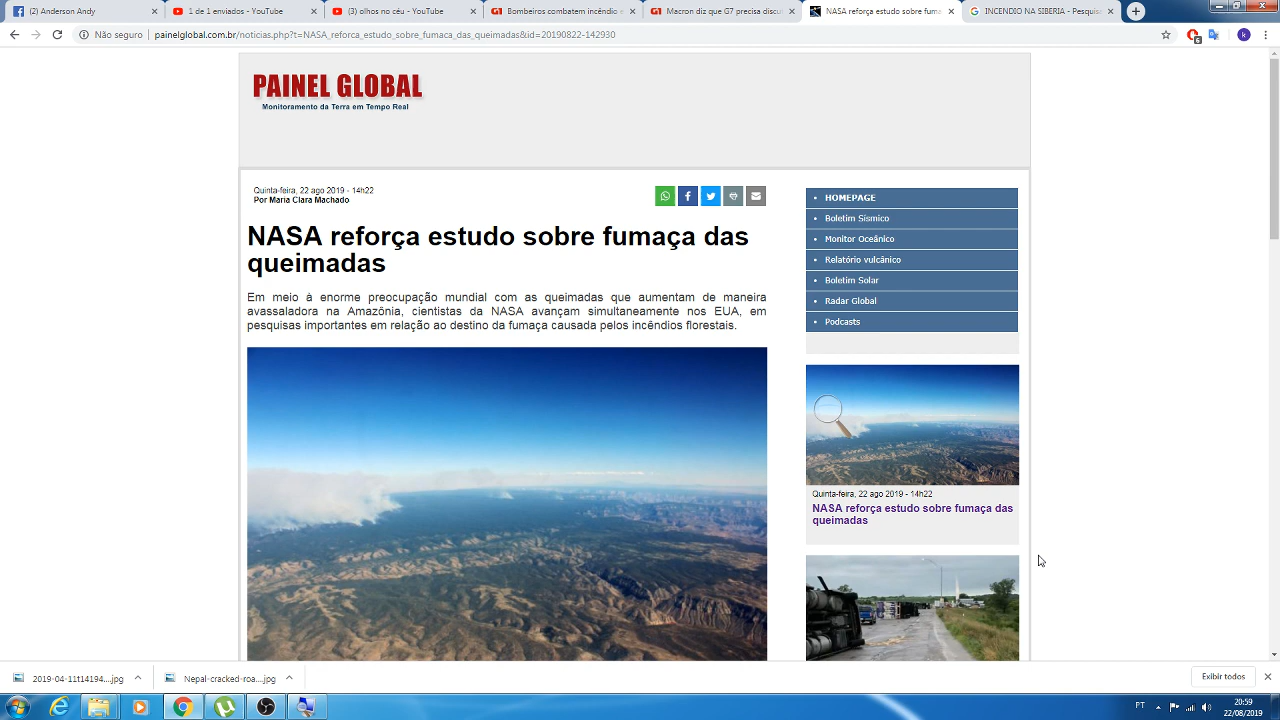 (2) Anderson Andy
1 de 1 enviados - YouTube
(3) olhos no céu - YouTube
Bombeiros combatem incêndio e
Macron diz que G7 precisa disc
NASA reforça estudo sobre fuma
INCÊNDIO NA SIBERIA - Pesquisa
Não seguro
painelglobal.com.br/noticias.php?t=NASA_reforca_estudo_sobre_fumaca_das_queimadas&id=20190822-142930
PAINEL GLOBAL
Monitoramento da Terra em Tempo Real
Quinta-feira, 22 ago 2019 - 14h22
Por Maria Clara Machado
NASA reforça estudo sobre fumaça das
queimadas
Em meio à enorme preocupação mundial com as queimadas que aumentam de maneira
avassaladora na Amazônia, cientistas da NASA avançam simultaneamente nos EUA, em
pesquisas importantes em relação ao destino da fumaça causada pelos incêndios florestais.
HOMEPAGE
Boletim Sísmico
Monitor Oceânico
Relatório vulcânico
Boletim Solar
Radar Global
Podcasts
Quinta-feira, 22 ago 2019 - 14h22
NASA reforça estudo sobre fumaça das
queimadas
2019-04-11t14194....jpg
Nepal-cracked-roa....jpg
Exibir todos
PT
20:59
22/08/2019